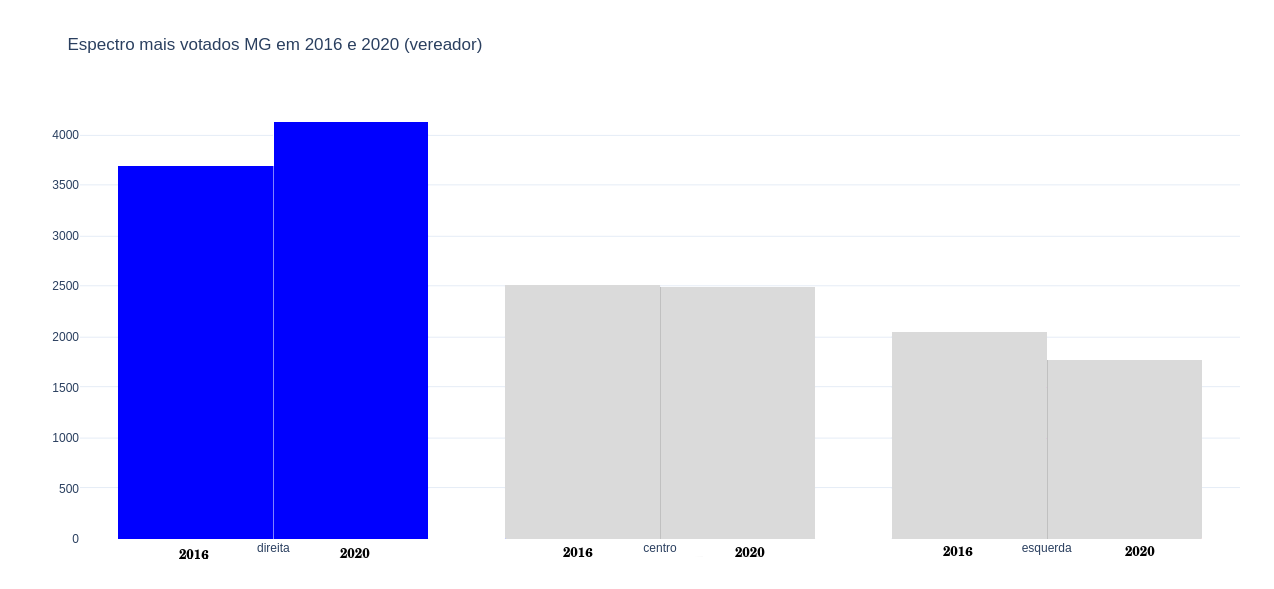 Espectro mais votados MG em 2016 e 2020 (vereador)
4000
3500
3000
2500
2000
1500
1000
500
0
2016 direita 2020
2016 centro 2020
2016 esquerda 2020